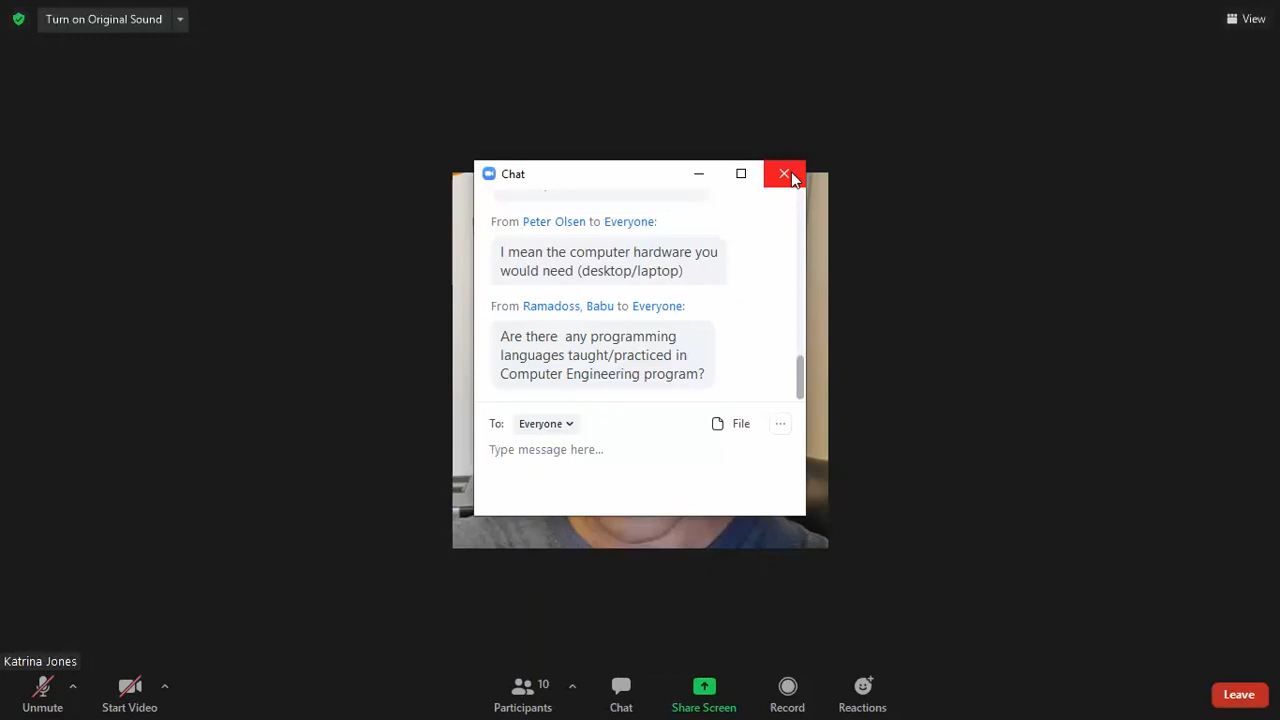 Turn on Original Sound
View
Chat
From Peter Olsen to Everyone:
I mean the computer hardware you
would need (desktop/laptop)
From Ramadoss, Babu to Everyone:
Are there any programming
languages taught/practiced in
Computer Engineering program?
To: Everyone File
Type message here...
Katrina Jones
10
Unmute Start Video Participants Chat Share Screen Record Reactions Leave